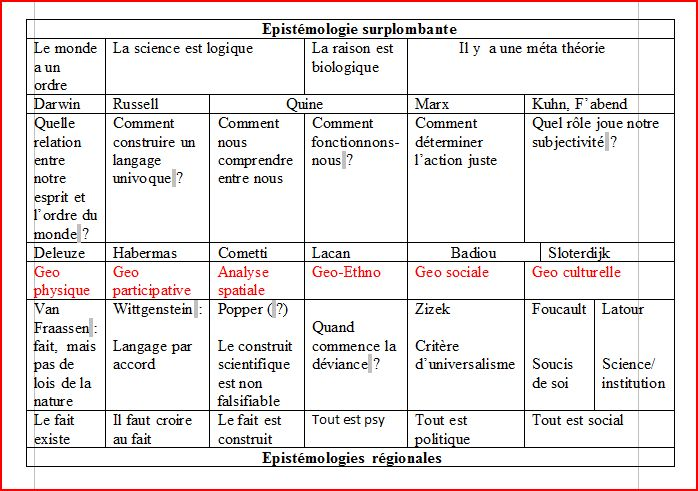 Epistémologie surplombante
Le monde a un ordre
La science est logique
La raison est biologique
Il y a une méta théorie
Darwin
Russell
Quine
Marx
Kuhn, F’abend
Quelle relation entre notre esprit et l’ordre du monde ?
Comment construire un langage univoque ?
Comment nous comprendre entre nous
Comment fonctionnons-nous ?
Comment déterminer l’action juste
Quel rôle joue notre subjectivité ?
Deleuze
Habermas
Cometti
Lacan
Badiou
Sloterdijk
Geo physique
Geo participative
Analyse spatiale
Geo-Ethno
Geo sociale
Geo culturelle
Van Fraassen : fait, mais pas de lois de la nature
Wittgenstein :
Langage par accord
Popper ( ?)
Le construit scientifique est non falsifiable
Quand commence la déviance ?
Zizek
Critère d’universalisme
Foucault
Soucis de soi
Latour
Science/ institution
Le fait existe
Il faut croire au fait
Le fait est construit
Tout est psy
Tout est politique
Tout est social
Epistémologies régionales